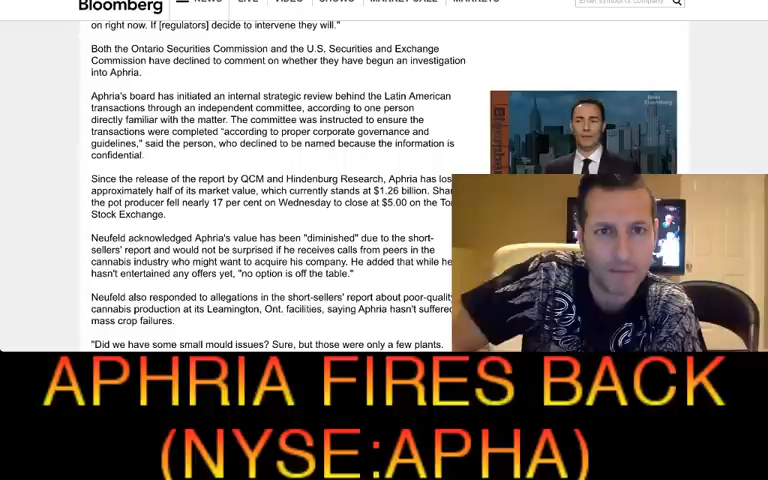 Bloomberg
NEWS LIVE VIDEO SHOWS MARKET CALL MARKETS
Enter Symbol or Company
on right now. If [regulators] decide to intervene they will."
Both the Ontario Securities Commission and the U.S. Securities and Exchange
Commission have declined to comment on whether they have begun an investigation
into Aphria.
Aphria's board has initiated an internal strategic review behind the Latin American
transactions through an independent committee, according to one person
directly familiar with the matter. The committee was instructed to ensure the
transactions were completed “according to proper corporate governance and
guidelines,” said the person, who declined to be named because the information is
confidential.
Since the release of the report by QCM and Hindenburg Research, Aphria has los
approximately half of its market value, which currently stands at $1.26 billion. Shar
the pot producer fell nearly 17 per cent on Wednesday to close at $5.00 on the To
Stock Exchange.
Neufeld acknowledged Aphria's value has been "diminished" due to the short-
sellers' report and would not be surprised if he receives calls from peers in the
cannabis industry who might want to acquire his company. He added that while he
hasn't entertained any offers yet, "no option is off the table."
Neufeld also responded to allegations in the short-sellers' report about poor-quality
cannabis production at its Leamington, Ont. facilities, saying Aphria hasn't suffered
mass crop failures.
"Did we have some small mould issues? Sure, but those were only a few plants.
APHRIA FIRES BACK
(NYSE:APHA)